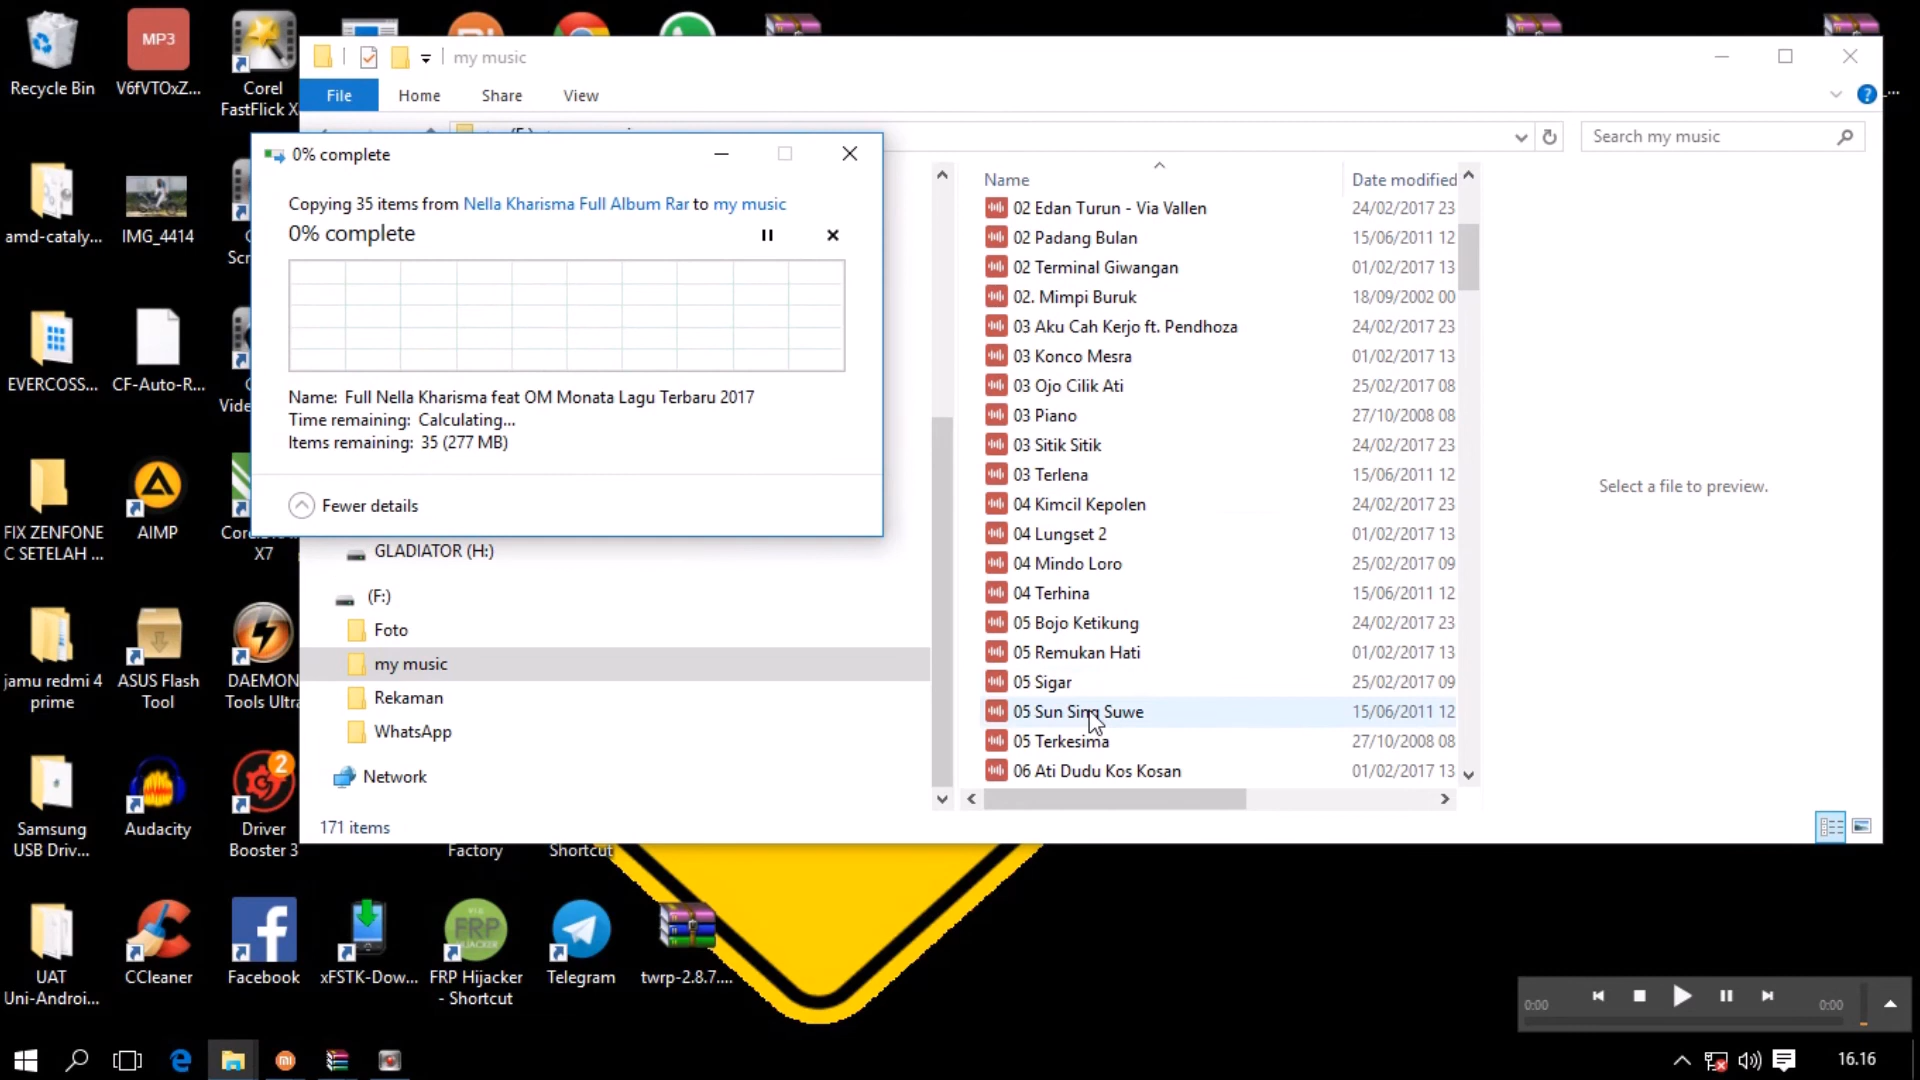 Recycle Bin
MP3
V6fVTOxZ...
Corel
FastFlick X
my music
File
Home
Share
View
Search my music
0% complete
Copying 35 items from Nella Kharisma Full Album Rar to my music
0% complete
Name: Full Nella Kharisma feat OM Monata Lagu Terbaru 2017
Time remaining: Calculating...
Items remaining: 35 (277 MB)
Fewer details
Name
Date modified
02 Edan Turun - Via Vallen 24/02/2017 23
02 Padang Bulan 15/06/2011 12
02 Terminal Giwangan 01/02/2017 13
02. Mimpi Buruk 18/09/2002 00
03 Aku Cah Kerjo ft. Pendhoza 24/02/2017 23
03 Konco Mesra 01/02/2017 13
03 Ojo Cilik Ati 25/02/2017 08
03 Piano 27/10/2008 08
03 Sitik Sitik 24/02/2017 23
03 Terlena 15/06/2011 12
04 Kimcil Kepolen 24/02/2017 23
04 Lungset 2 01/02/2017 13
04 Mindo Loro 25/02/2017 09
04 Terhina 15/06/2011 12
05 Bojo Ketikung 24/02/2017 23
05 Remukan Hati 01/02/2017 13
05 Sigar 25/02/2017 09
05 Sun Sing Suwe 15/06/2011 12
05 Terkesima 27/10/2008 08
06 Ati Dudu Kos Kosan 01/02/2017 13
Select a file to preview.
GLADIATOR (H:)
(F:)
Foto
my music
Rekaman
WhatsApp
Network
171 items
amd-cataly...
IMG_4414
EVERCOSS...
CF-Auto-R...
FIX ZENFONE
C SETELAH ...
AIMP
X7
jamu redmi 4
prime
ASUS Flash
Tool
DAEMON
Tools Ultra
Samsung
USB Driv...
Audacity
2
Driver
Booster 3
Factory
Shortcut
UAT
Uni-Androi...
CCleaner
Facebook
xFSTK-Dow...
FRP
FRP Hijacker
- Shortcut
Telegram
twrp-2.8.7....
0:00
0:00
16.16